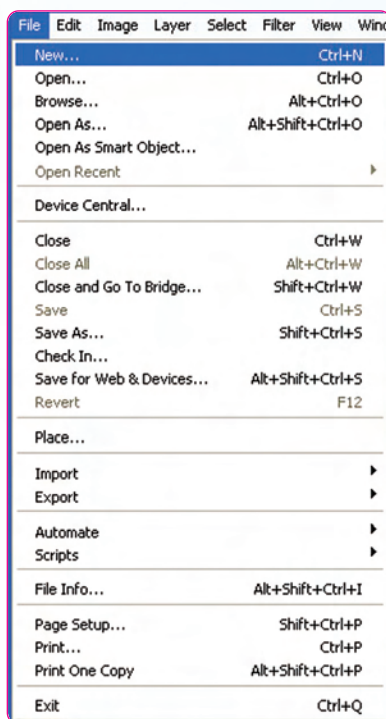 File Edit Image Layer Select Filter View
New... Ctrl+N
Open... Ctrl+O
Browse... Alt+Ctrl+O
Open As... Alt+Shift+Ctrl+O
Open As Smart Object...
Open Recent
Device Central...
Close Ctrl+W
Close All Alt+Ctrl+W
Close and Go To Bridge... Shift+Ctrl+W
Save Ctrl+S
Save As... Shift+Ctrl+S
Check In...
Save for Web & Devices... Alt+Shift+Ctrl+S
Revert F12
Place...
Import
Export
Automate
Scripts
File Info... Alt+Shift+Ctrl+I
Page Setup... Shift+Ctrl+P
Print... Ctrl+P
Print One Copy Alt+Shift+Ctrl+P
Exit Ctrl+Q